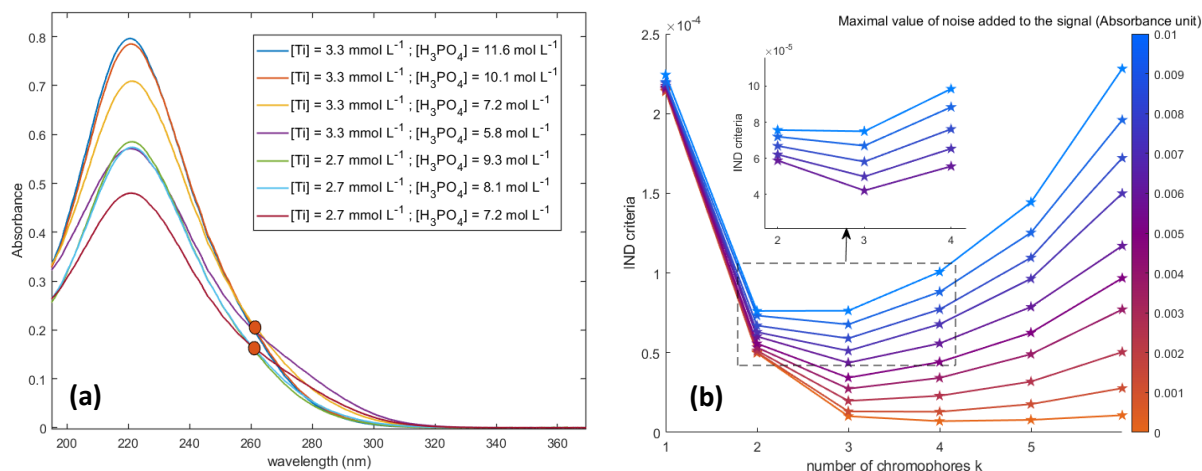 0.8
0.7
0.6
0.5
0.4
0.3
0.2
0.1
0
Absorbance
200 220 240 260 280 300 320 340 360
wavelength (nm)
[Ti] = 3.3 mmol L⁻¹ ; [H₃PO₄] = 11.6 mol L⁻¹
[Ti] = 3.3 mmol L⁻¹ ; [H₃PO₄] = 10.1 mol L⁻¹
[Ti] = 3.3 mmol L⁻¹ ; [H₃PO₄] = 7.2 mol L⁻¹
[Ti] = 3.3 mmol L⁻¹ ; [H₃PO₄] = 5.8 mol L⁻¹
[Ti] = 2.7 mmol L⁻¹ ; [H₃PO₄] = 9.3 mol L⁻¹
[Ti] = 2.7 mmol L⁻¹ ; [H₃PO₄] = 8.1 mol L⁻¹
[Ti] = 2.7 mmol L⁻¹ ; [H₃PO₄] = 7.2 mol L⁻¹
(a)
Maximal value of noise added to the signal (Absorbance unit)
×10⁻⁴
2.5
2
1.5
1
0.5
0
IND criteria
1 2 3 4 5
number of chromophores k
×10⁻⁵
10
8
6
4
IND criteria
2 3 4
(b)
0.01
0.009
0.008
0.007
0.006
0.005
0.004
0.003
0.002
0.001
0